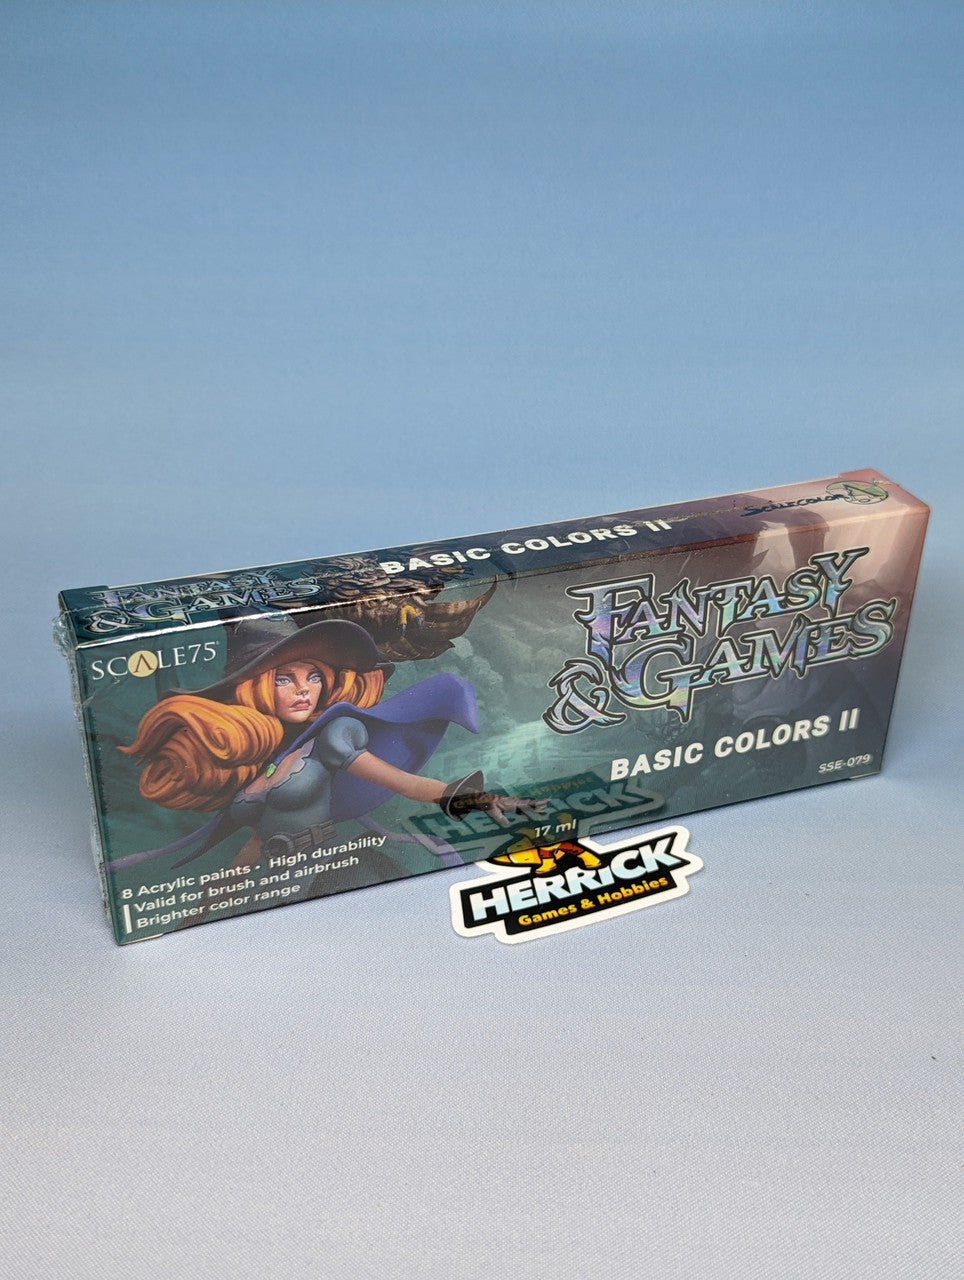 Scalecolor
BASIC COLORS II
FANTASY
& GAMES
SCALE75
FANTASY
& GAMES
BASIC COLORS II
SSE-079
17 ml
8 Acrylic paints • High durability
Valid for brush and airbrush
Brighter color range
HERRICK
Games & Hobbies